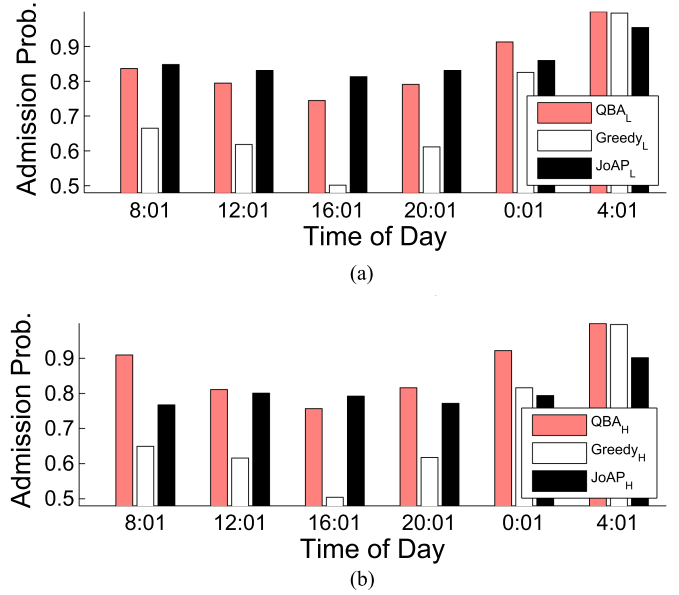 Admission Prob.
0.9
0.8
0.7
0.6
0.5
QBA_L
Greedy_L
JoAP_L
8:01 12:01 16:01 20:01 0:01 4:01
Time of Day
(a)
Admission Prob.
0.9
0.8
0.7
0.6
0.5
QBA_H
Greedy_H
JoAP_H
8:01 12:01 16:01 20:01 0:01 4:01
Time of Day
(b)